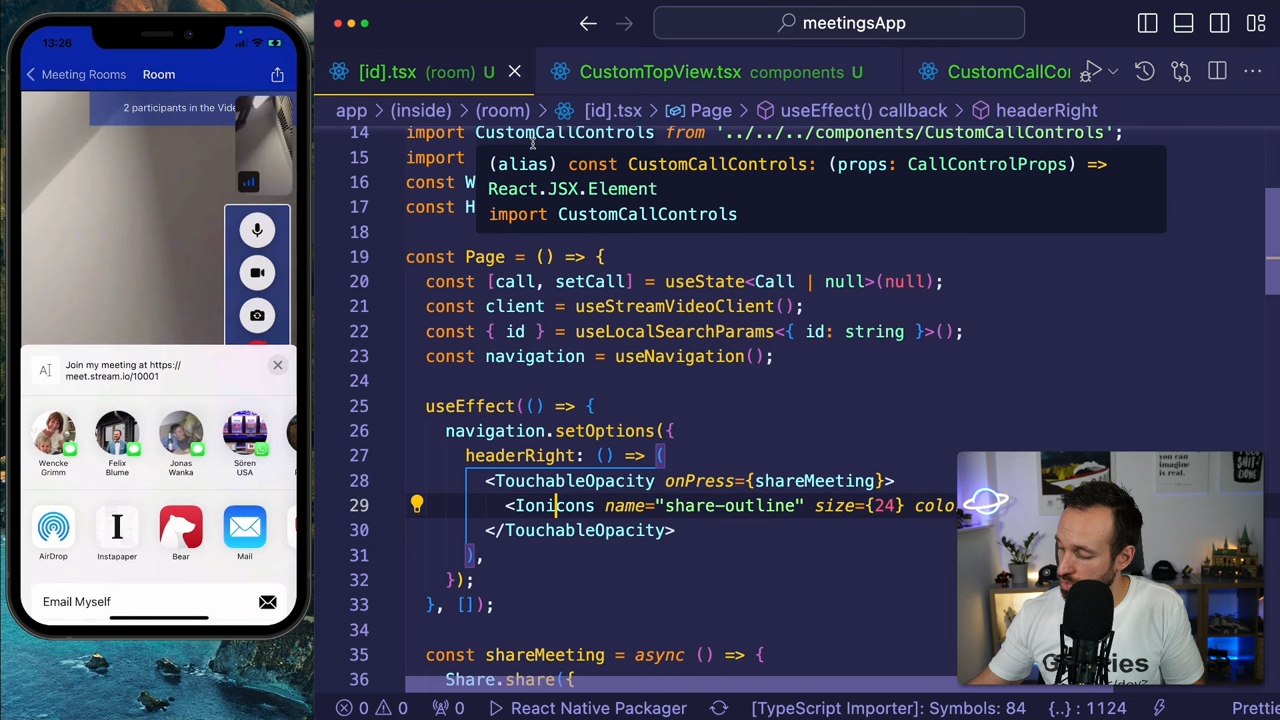 13:26
Meeting Rooms
Room
2 participants in the Vide
Join my meeting at https://
meet.stream.io/10001
Wencke
Grimm
Felix
Blume
Jonas
Wanka
Sören
USA
AirDrop
Instapaper
Bear
Mail
Email Myself
meetingsApp
[id].tsx (room) U
CustomTopView.tsx components U
CustomCallCo
app > (inside) > (room) > [id].tsx > Page > useEffect() callback > headerRight
14 import CustomCallControls from '../../../components/CustomCallControls';
15 import
16 const W
17 const H
(alias) const CustomCallControls: (props: CallControlProps) =>
React.JSX.Element
import CustomCallControls
18
19 const Page = () => {
20 const [call, setCall] = useState<Call | null>(null);
21 const client = useStreamVideoClient();
22 const { id } = useLocalSearchParams<{ id: string }>();
23 const navigation = useNavigation();
24
25 useEffect(() => {
26 navigation.setOptions({
27 headerRight: () => (
28 <TouchableOpacity onPress={shareMeeting}>
29 <Ionicons name="share-outline" size={24} colo
30 </TouchableOpacity>
31 ),
32 });
33 }, []);
34
35 const shareMeeting = async () => {
36 Share.share({
0 0 0 React Native Packager [TypeScript Importer]: Symbols: 84 {..} : 1124 Prettie